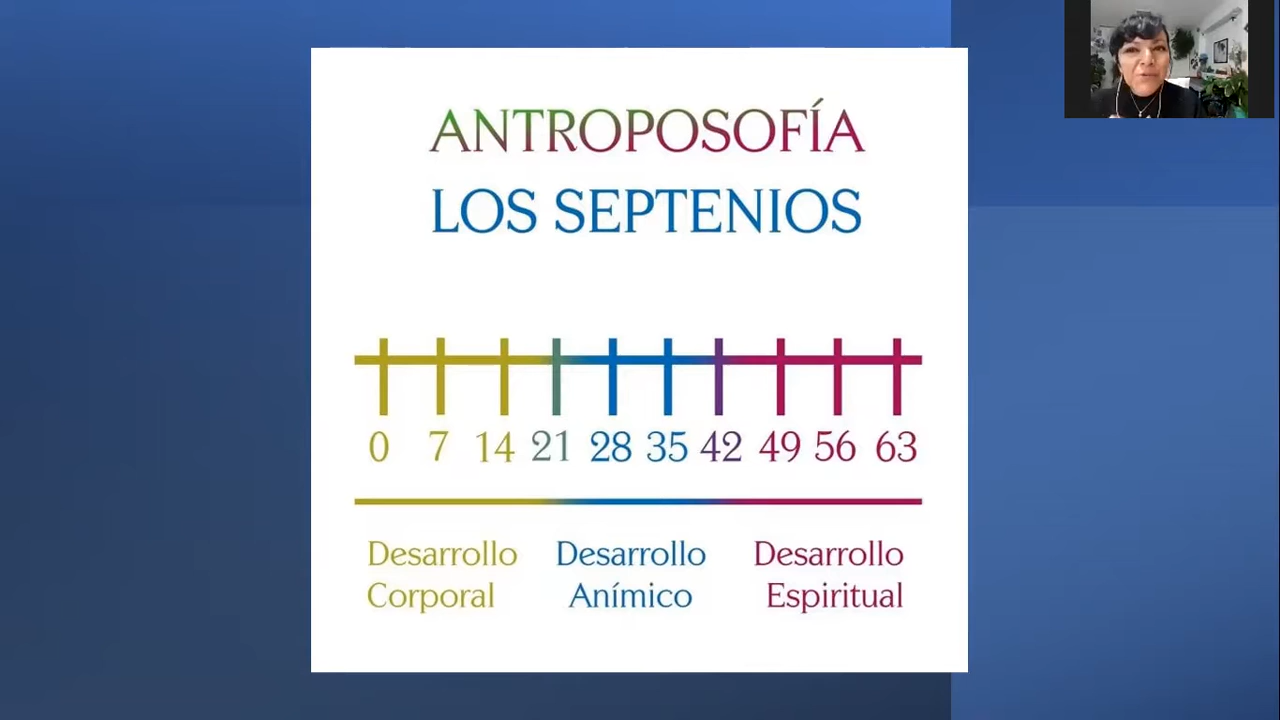 ANTROPOSOFÍA
LOS SEPTENIOS
0 7 14 21 28 35 42 49 56 63
Desarrollo Corporal
Desarrollo Anímico
Desarrollo Espiritual